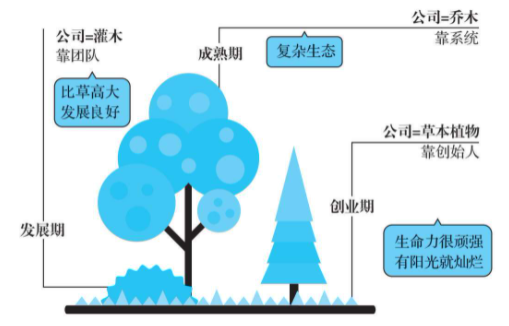 公司=灌木
靠团队
比草高大
发展良好
发展期
成熟期
复杂生态
公司=乔木
靠系统
公司=草本植物
靠创始人
创业期
生命力很顽强
有阳光就灿烂